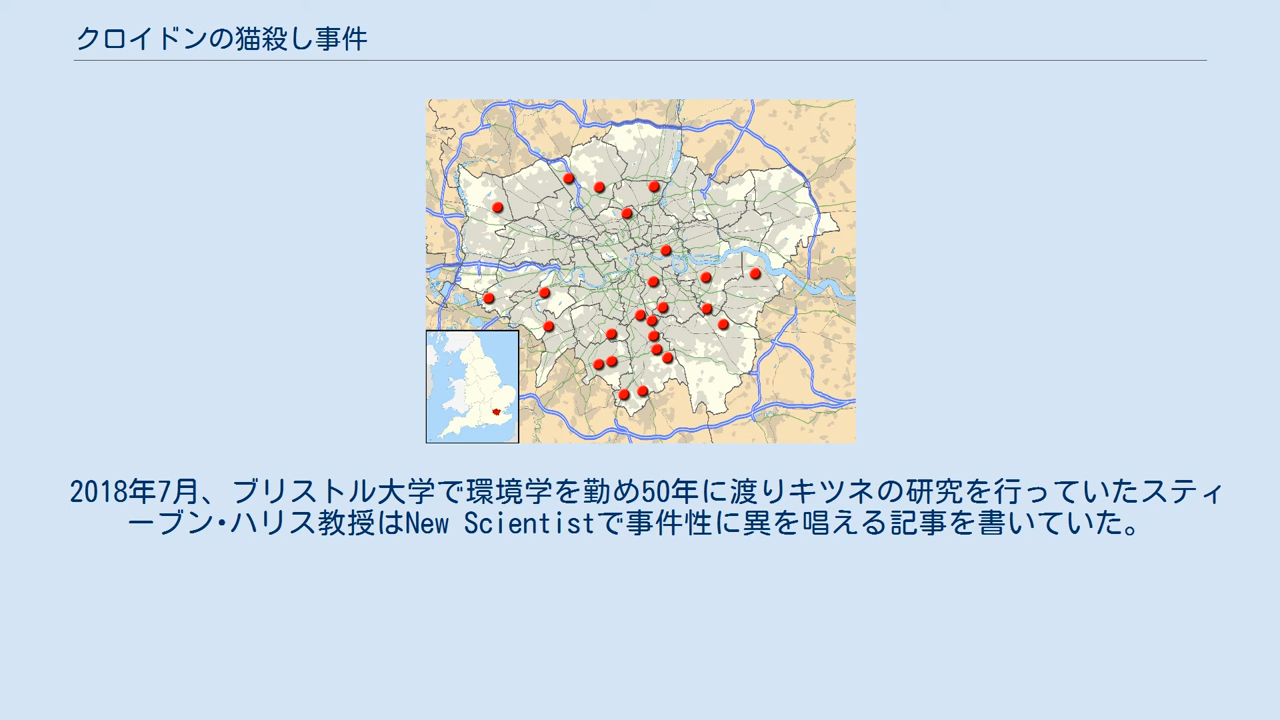 クロイドンの猫殺し事件
2018年7月、ブリストル大学で環境学を勤め50年に渡りキツネの研究を行っていたスティ
ーブン・ハリス教授はNew Scientistで事件性に異を唱える記事を書いていた。